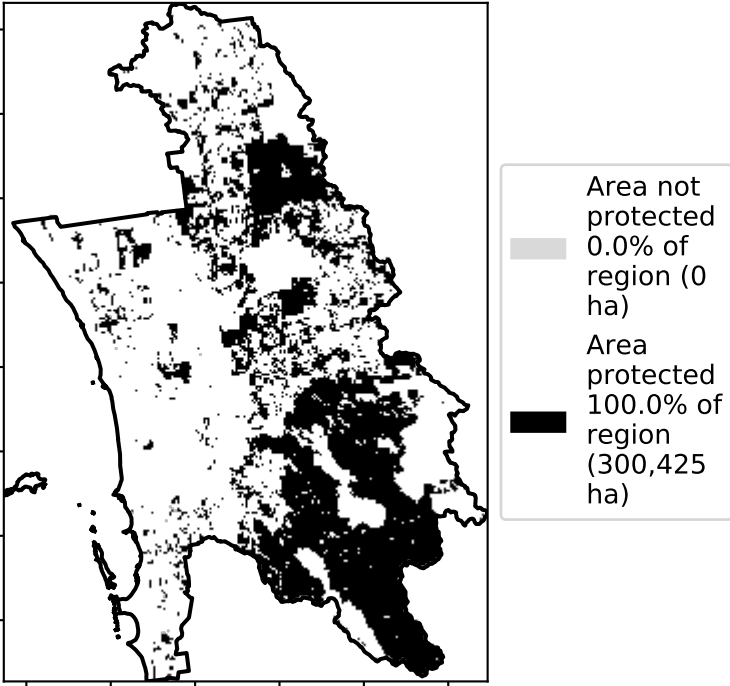 Area not
protected
0.0% of
region (0
ha)
Area
protected
100.0% of
region
(300,425
ha)